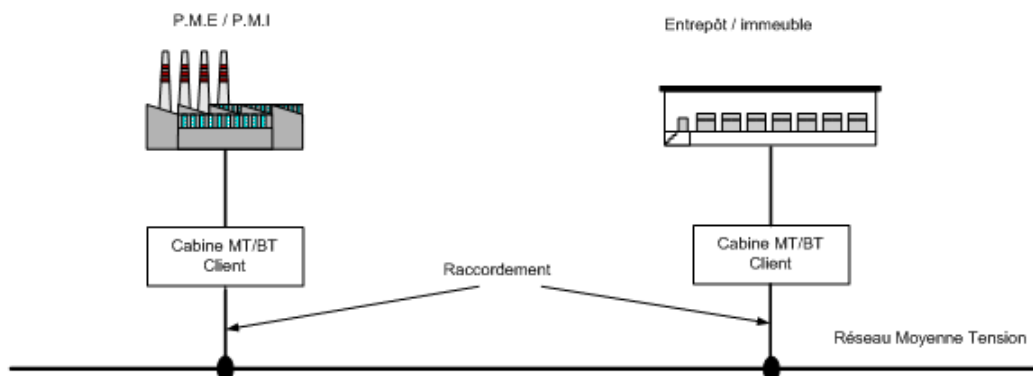 P.M.E / P.M.I
Entrepôt / immeuble
Cabine MT/BT
Client
Cabine MT/BT
Client
Raccordement
Réseau Moyenne Tension